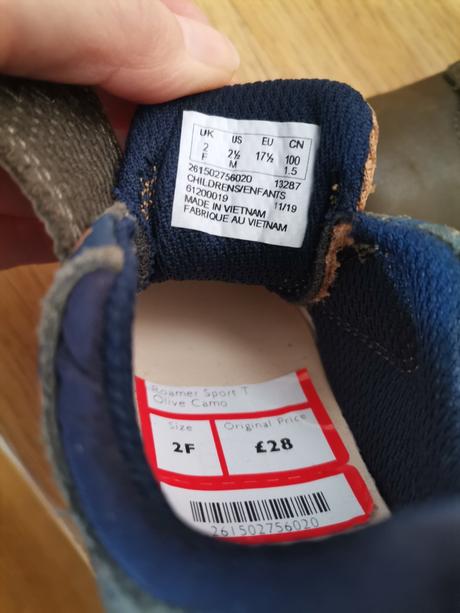 UK US EU CN
2 2½ 17½ 100
F M 1.5
261502756020 13287
CHILDRENS/ENFANTS
61200019 11/19
MADE IN VIETNAM
FABRIQUE AU VIETNAM
Roamer Sport T
Olive Camo
Size Original Price
2F £28
261502756020